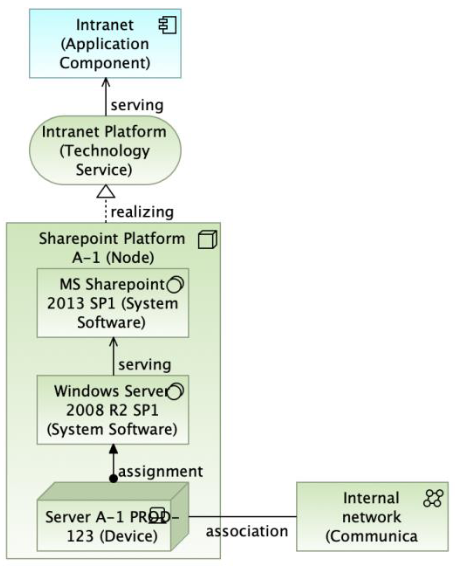 Intranet
(Application
Component)
serving
Intranet Platform
(Technology
Service)
realizing
Sharepoint Platform
A-1 (Node)
MS Sharepoint
2013 SP1 (System
Software)
serving
Windows Server
2008 R2 SP1
(System Software)
assignment
Server A-1 PROD-
123 (Device)
association
Internal
network
(Communica